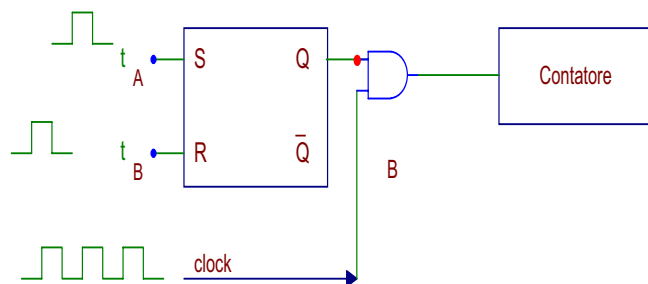 t A S Q
Contatore
t B R Q̅
B
clock